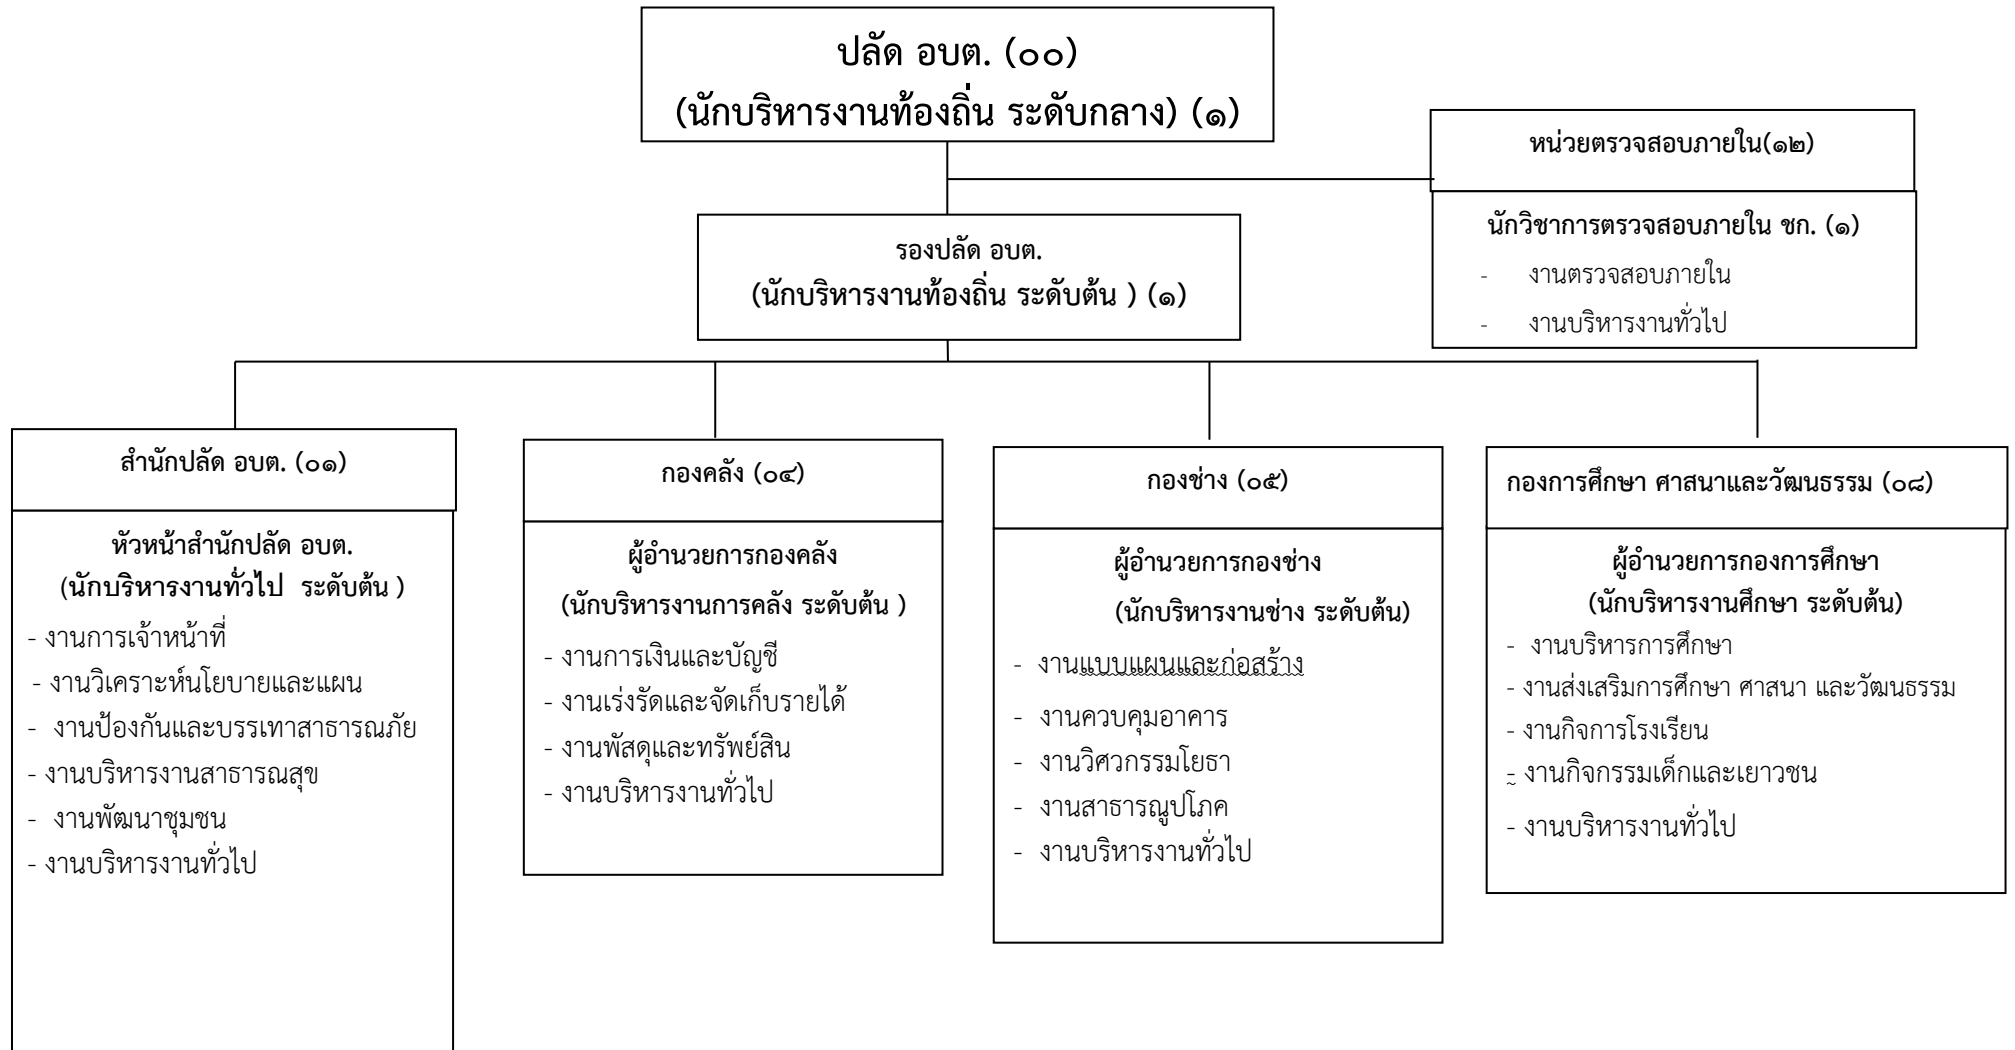 ปลัด อบต. (๐๐)
(นักบริหารงานท้องถิ่น ระดับกลาง) (๑)
หน่วยตรวจสอบภายใน(๑๒)
นักวิชาการตรวจสอบภายใน ชก. (๑)
- งานตรวจสอบภายใน
- งานบริหารงานทั่วไป
รองปลัด อบต.
(นักบริหารงานท้องถิ่น ระดับต้น ) (๑)
สำนักปลัด อบต. (๐๑)
หัวหน้าสำนักปลัด อบต.
(นักบริหารงานทั่วไป ระดับต้น )
- งานการเจ้าหน้าที่
- งานวิเคราะห์นโยบายและแผน
- งานป้องกันและบรรเทาสาธารณภัย
- งานบริหารงานสาธารณสุข
- งานพัฒนาชุมชน
- งานบริหารงานทั่วไป
กองคลัง (๐๔)
ผู้อำนวยการกองคลัง
(นักบริหารงานการคลัง ระดับต้น )
- งานการเงินและบัญชี
- งานเร่งรัดและจัดเก็บรายได้
- งานพัสดุและทรัพย์สิน
- งานบริหารงานทั่วไป
กองช่าง (๐๕)
ผู้อำนวยการกองช่าง
(นักบริหารงานช่าง ระดับต้น)
- งานแบบแผนและก่อสร้าง
- งานควบคุมอาคาร
- งานวิศวกรรมโยธา
- งานสาธารณูปโภค
- งานบริหารงานทั่วไป
กองการศึกษา ศาสนาและวัฒนธรรม (๐๘)
ผู้อำนวยการกองการศึกษา
(นักบริหารงานศึกษา ระดับต้น)
- งานบริหารการศึกษา
- งานส่งเสริมการศึกษา ศาสนา และวัฒนธรรม
- งานกิจการโรงเรียน
- งานกิจกรรมเด็กและเยาวชน
- งานบริหารงานทั่วไป